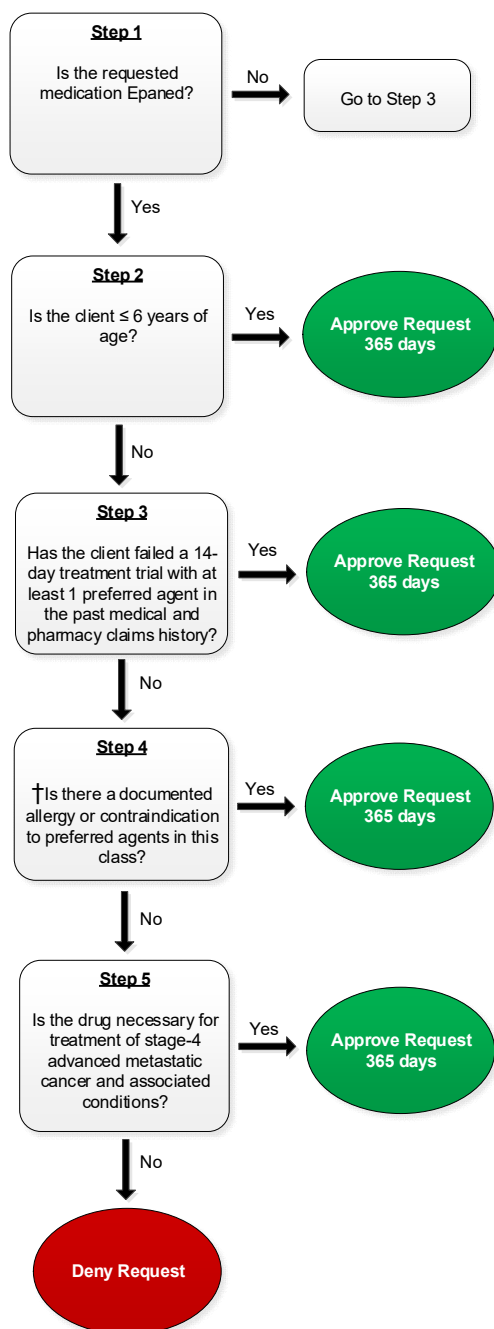 Step 1
Is the requested
medication Epaned?
No
Go to Step 3
Yes
Step 2
Is the client ≤ 6 years of
age?
Yes
Approve Request
365 days
No
Step 3
Has the client failed a 14-
day treatment trial with at
least 1 preferred agent in
the past medical and
pharmacy claims history?
Yes
Approve Request
365 days
No
Step 4
†Is there a documented
allergy or contraindication
to preferred agents in this
class?
Yes
Approve Request
365 days
No
Step 5
Is the drug necessary for
treatment of stage-4
advanced metastatic
cancer and associated
conditions?
Yes
Approve Request
365 days
No
Deny Request